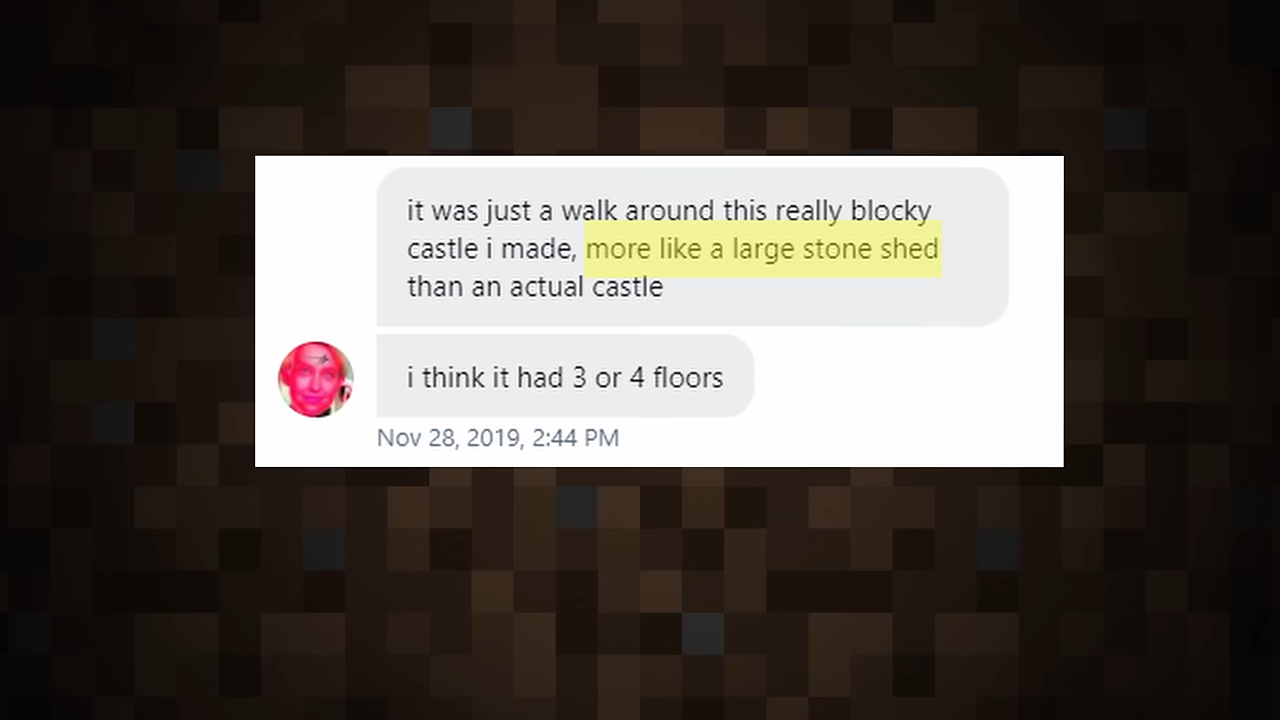 it was just a walk around this really blocky
castle i made, more like a large stone shed
than an actual castle
i think it had 3 or 4 floors
Nov 28, 2019, 2:44 PM